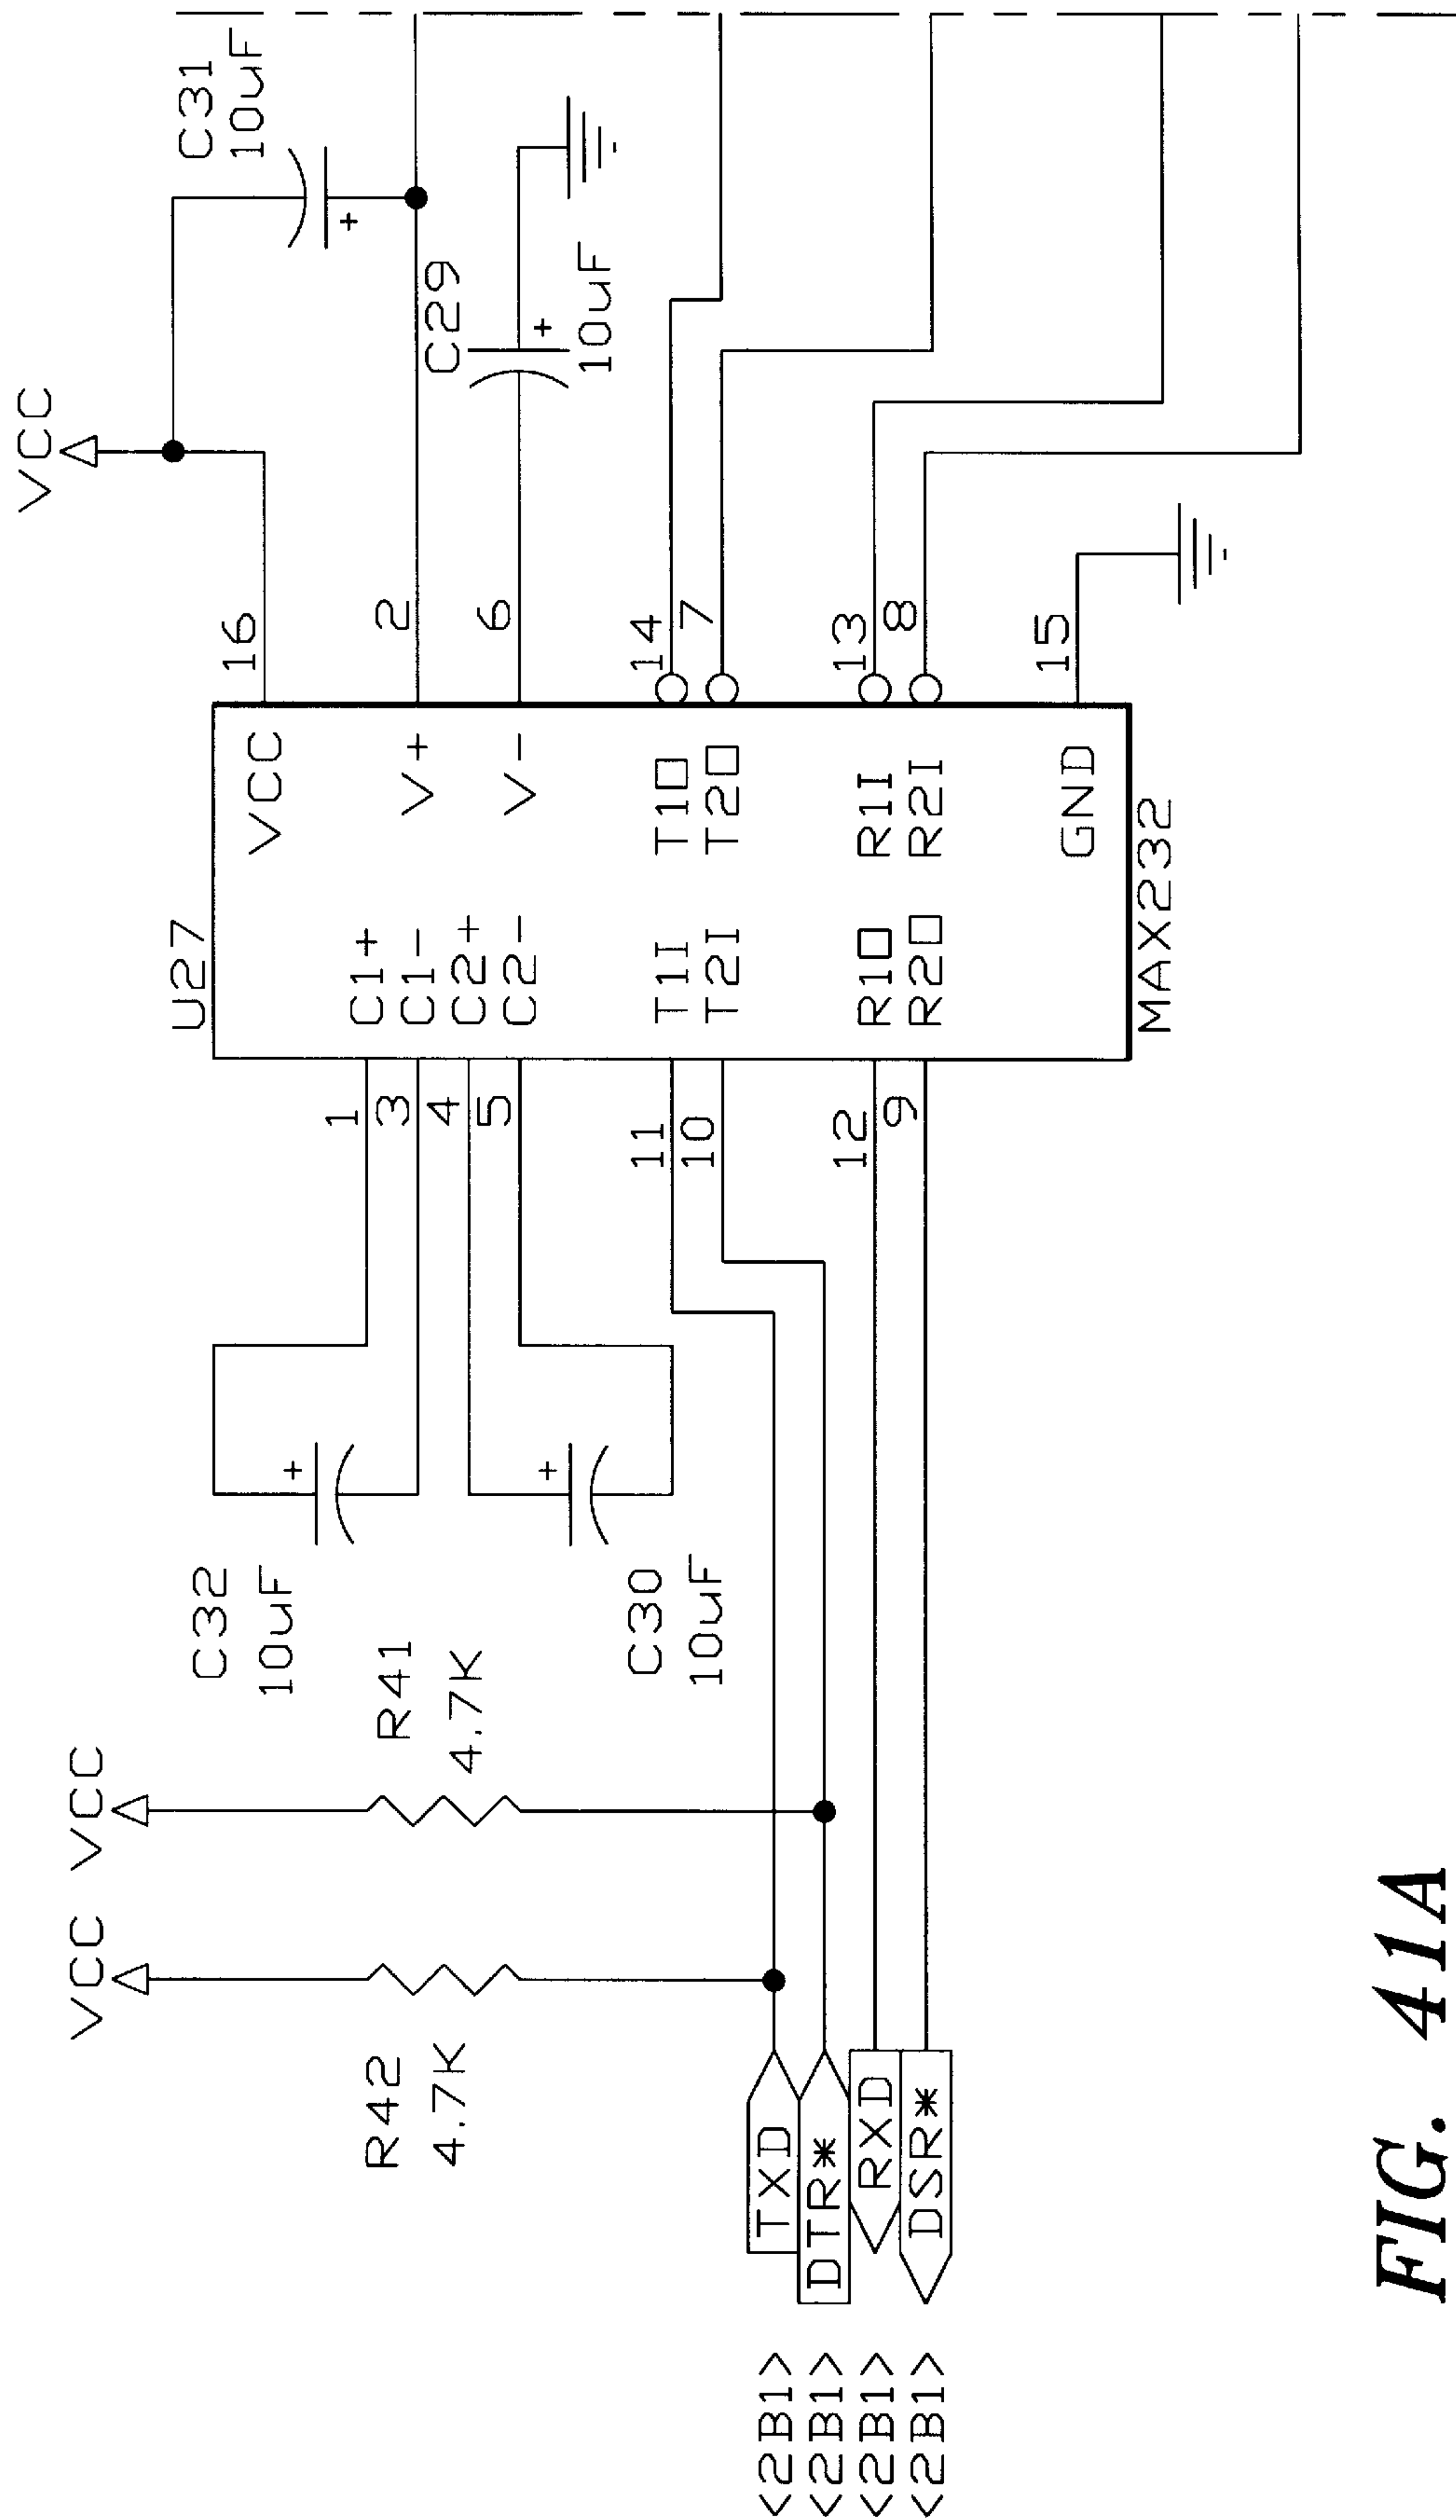 VCC
VCC
VCC
C31
10uF
C29
10uF
16
2
6
14
7
13
8
15
U27
VCC
C1+
C1-
V+
C2+
C2-
V-
T1I
T1O
T2I
T2O
R1O
R1I
R2O
R2I
GND
MAX232
1
3
4
5
11
10
12
9
C32
10uF
C30
10uF
R41
4.7K
R42
4.7K
<2B1> TXD
<2B1> DTR*
<2B1> RXD
<2B1> DSR*
FIG. 41A